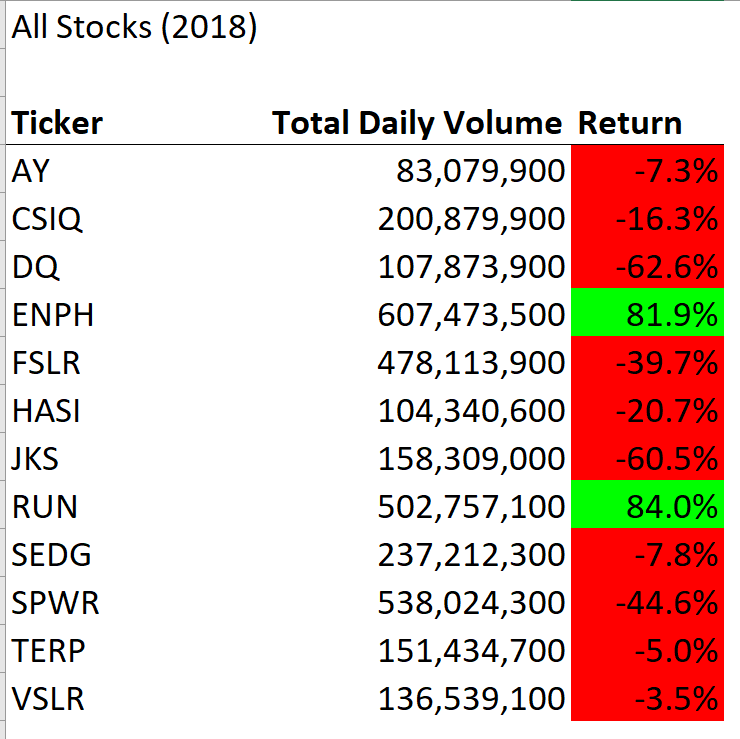 All Stocks (2018)
Ticker Total Daily Volume Return
AY 83,079,900 -7.3%
CSIQ 200,879,900 -16.3%
DQ 107,873,900 -62.6%
ENPH 607,473,500 81.9%
FSLR 478,113,900 -39.7%
HASI 104,340,600 -20.7%
JKS 158,309,000 -60.5%
RUN 502,757,100 84.0%
SEDG 237,212,300 -7.8%
SPWR 538,024,300 -44.6%
TERP 151,434,700 -5.0%
VSLR 136,539,100 -3.5%